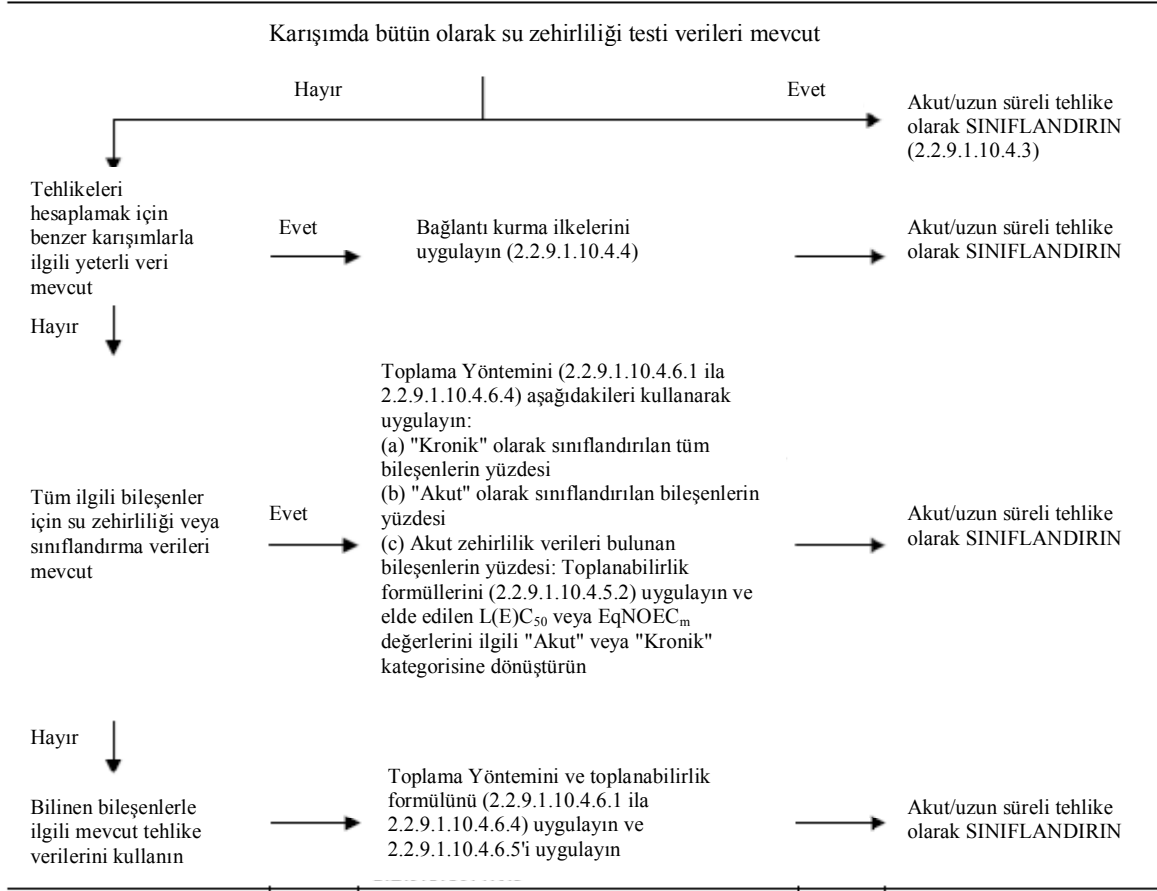 Karışımda bütün olarak su zehirliliği testi verileri mevcut
Hayır
Evet
Akut/uzun süreli tehlike
olarak SINIFLANDIRIN
(2.2.9.1.10.4.3)
Tehlikeleri
hesaplamak için
benzer karışımlarla
ilgili yeterli veri
mevcut
Evet
Bağlantı kurma ilkelerini
uygulayın (2.2.9.1.10.4.4)
Akut/uzun süreli tehlike
olarak SINIFLANDIRIN
Hayır
Tüm ilgili bileşenler
için su zehirliliği veya
sınıflandırma verileri
mevcut
Evet
Toplama Yöntemini (2.2.9.1.10.4.6.1 ila
2.2.9.1.10.4.6.4) aşağıdakileri kullanarak
uygulayın:
(a) "Kronik" olarak sınıflandırılan tüm
bileşenlerin yüzdesi
(b) "Akut" olarak sınıflandırılan bileşenlerin
yüzdesi
(c) Akut zehirlilik verileri bulunan
bileşenlerin yüzdesi: Toplanabilirlik
formüllerini (2.2.9.1.10.4.5.2) uygulayın ve
elde edilen L(E)C₅₀ veya EqNOECₘ
değerlerini ilgili "Akut" veya "Kronik"
kategorisine dönüştürün
Akut/uzun süreli tehlike
olarak SINIFLANDIRIN
Hayır
Bilinen bileşenlerle
ilgili mevcut tehlike
verilerini kullanın
Toplama Yöntemini ve toplanabilirlik
formülünü (2.2.9.1.10.4.6.1 ila
2.2.9.1.10.4.6.4) uygulayın ve
2.2.9.1.10.4.6.5'i uygulayın
Akut/uzun süreli tehlike
olarak SINIFLANDIRIN